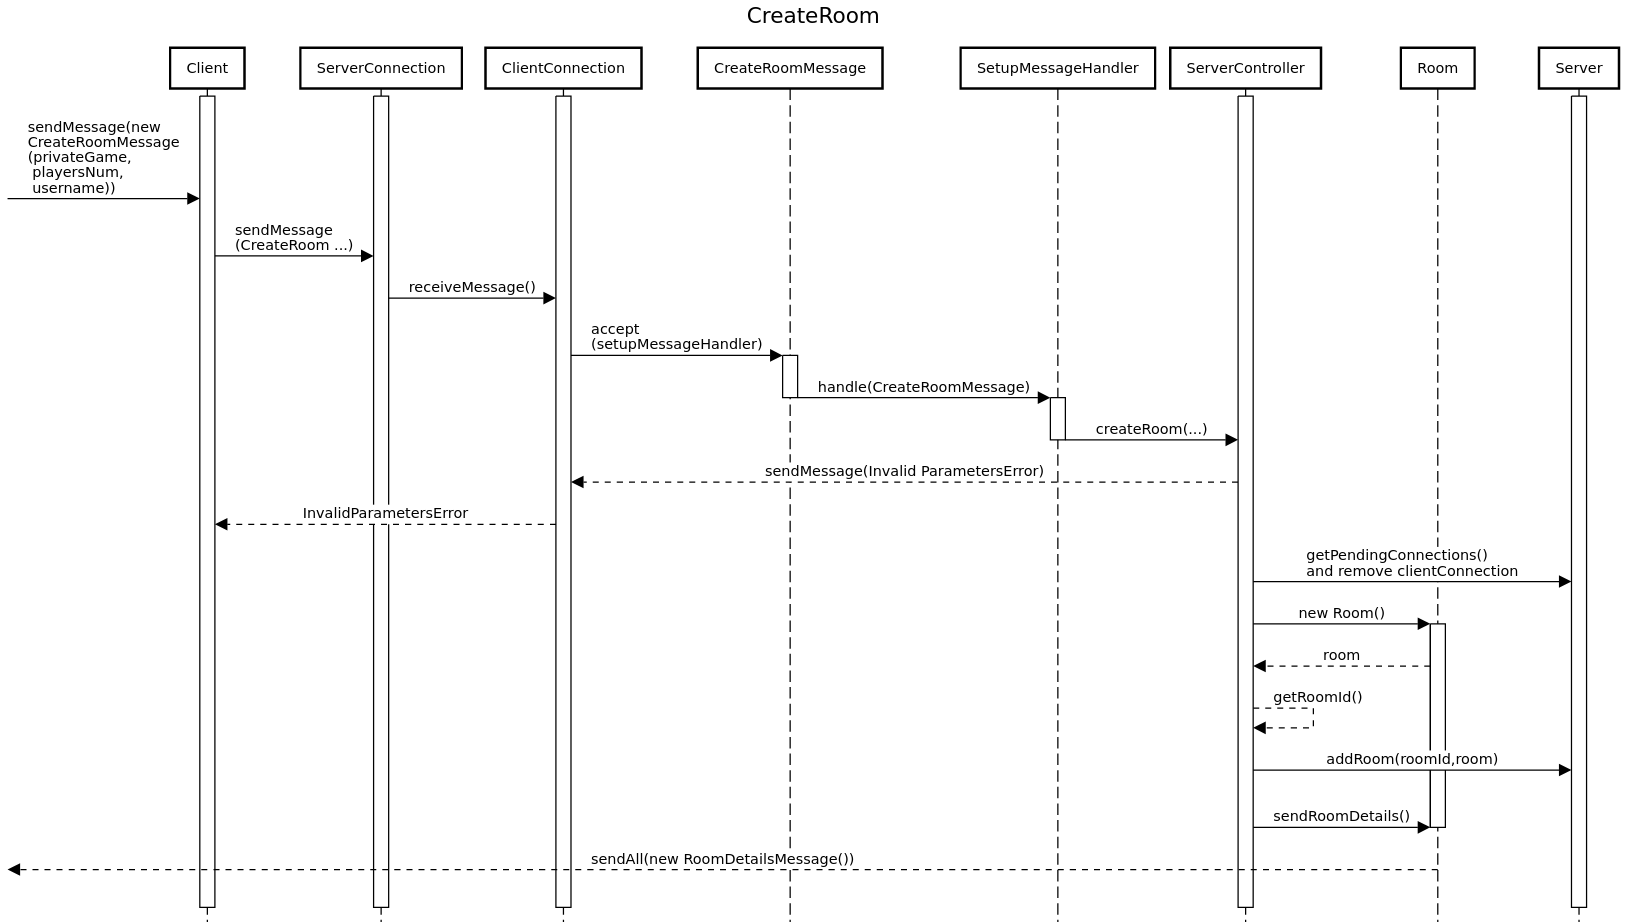 CreateRoom
Client
ServerConnection
ClientConnection
CreateRoomMessage
SetupMessageHandler
ServerController
Room
Server
sendMessage(new
CreateRoomMessage
(privateGame,
playersNum,
username))
sendMessage
(CreateRoom ...)
receiveMessage()
accept
(setupMessageHandler)
handle(CreateRoomMessage)
createRoom(...)
sendMessage(Invalid ParametersError)
InvalidParametersError
getPendingConnections()
and remove clientConnection
new Room()
room
getRoomId()
addRoom(roomId,room)
sendRoomDetails()
sendAll(new RoomDetailsMessage())